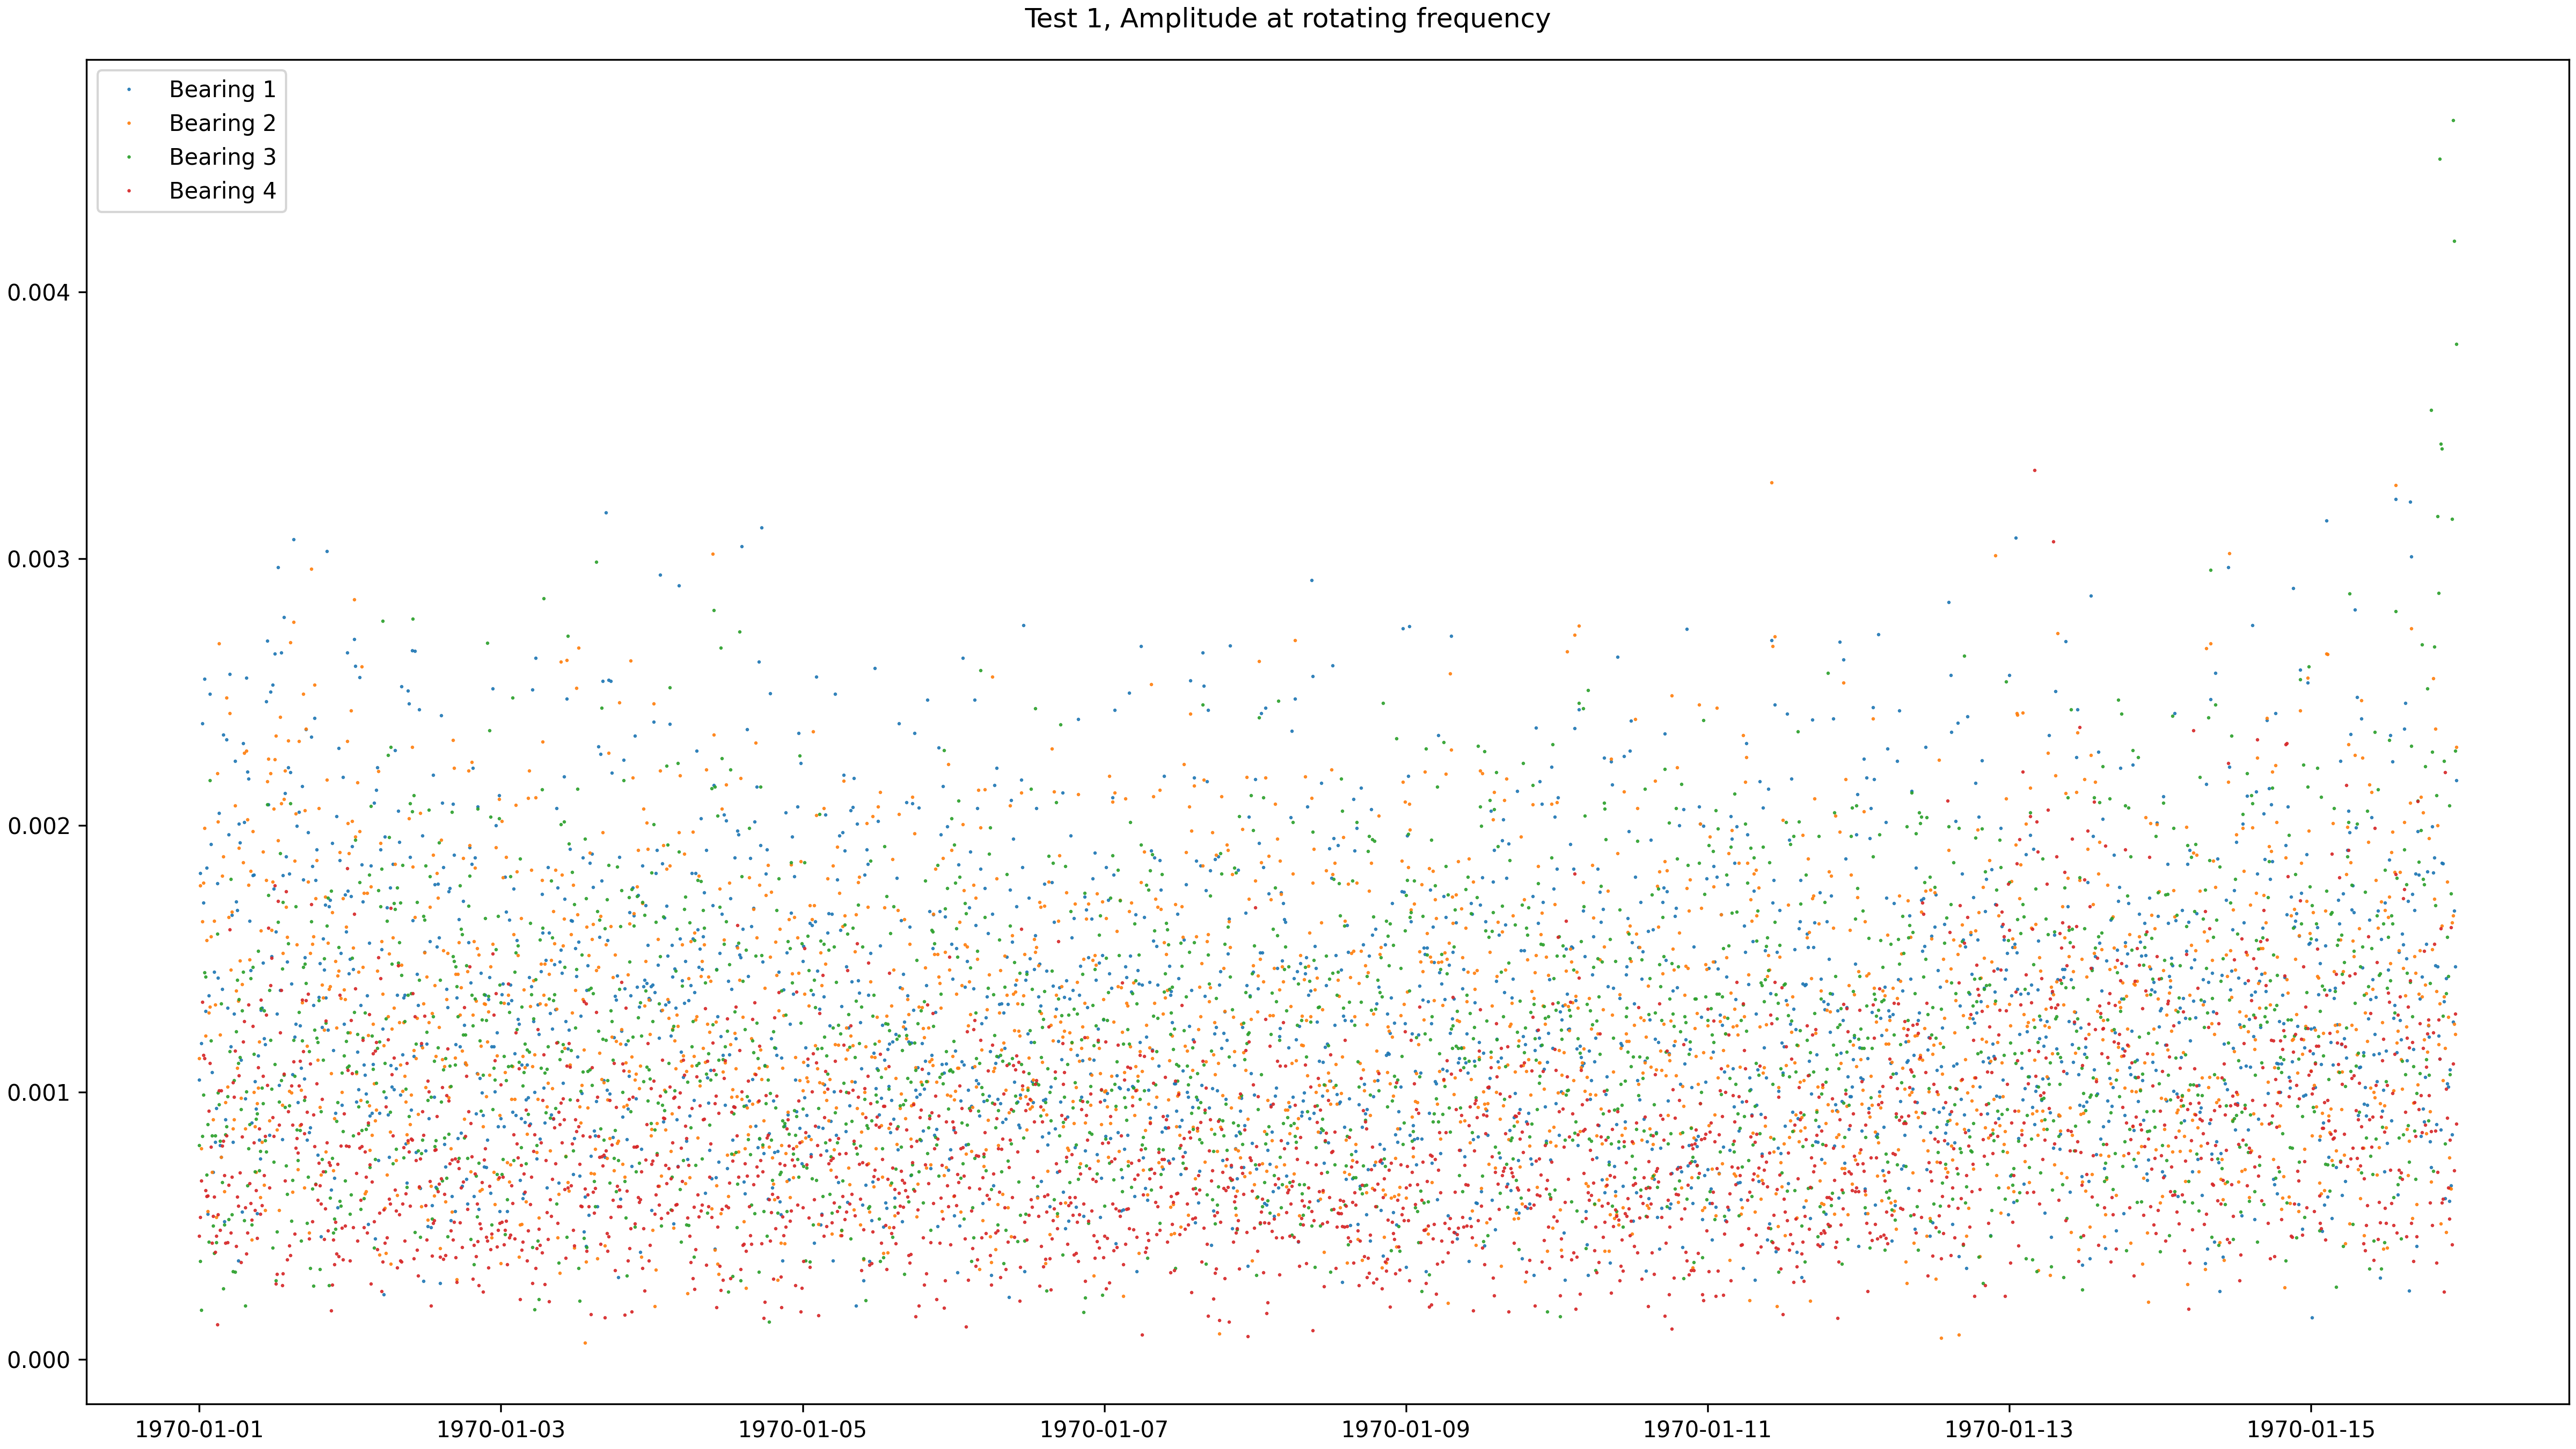 Test 1, Amplitude at rotating frequency
Bearing 1
Bearing 2
Bearing 3
Bearing 4
0.004
0.003
0.002
0.001
0.000
1970-01-01
1970-01-03
1970-01-05
1970-01-07
1970-01-09
1970-01-11
1970-01-13
1970-01-15